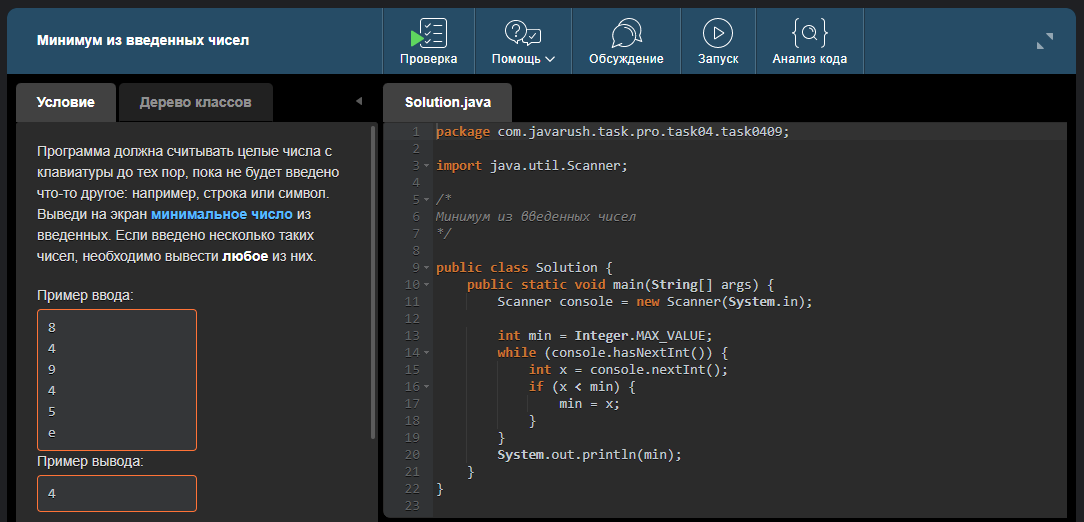 Минимум из введенных чисел
Проверка
Помощь
Обсуждение
Запуск
Анализ кода
Условие
Дерево классов
Программа должна считывать целые числа с
клавиатуры до тех пор, пока не будет введено
что-то другое: например, строка или символ.
Выведи на экран минимальное число из
введенных. Если введено несколько таких
чисел, необходимо вывести любое из них.
Пример ввода:
8
4
9
4
5
е
Пример вывода:
4
Solution.java
1 package com.javarush.task.pro.task04.task0409;
2
3 import java.util.Scanner;
4
5 /*
6 Минимум из введенных чисел
7 */
8
9 public class Solution {
10     public static void main(String[] args) {
11         Scanner console = new Scanner(System.in);
12
13         int min = Integer.MAX_VALUE;
14         while (console.hasNextInt()) {
15             int x = console.nextInt();
16             if (x < min) {
17                 min = x;
18             }
19         }
20         System.out.println(min);
21     }
22 }
23